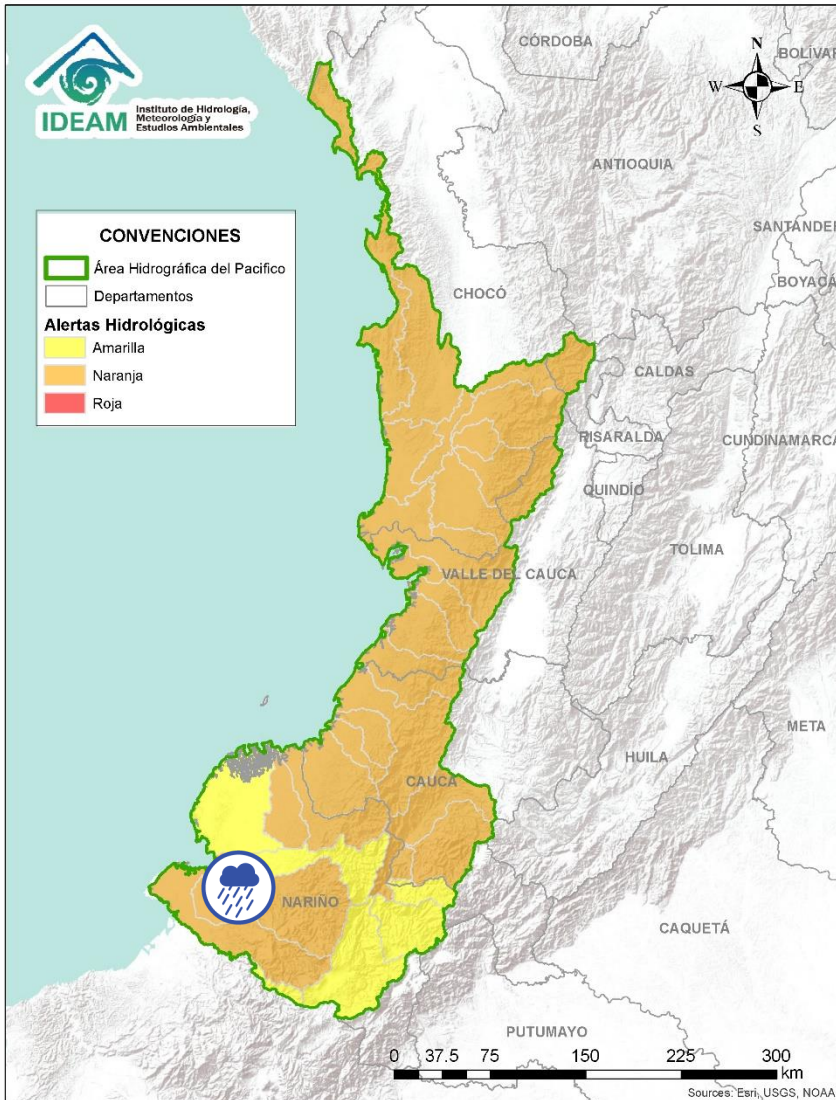 IDEAM
Instituto de Hidrología,
Meteorología y
Estudios Ambientales
CÓRDOBA
BOLÍVAR
N
W
E
S
ANTIOQUIA
SANTANDER
BOYACÁ
CONVENCIONES
Área Hidrográfica del Pacifico
Departamentos
Alertas Hidrológicas
Amarilla
Naranja
Roja
CHOCÓ
CALDAS
RISARALDA
CUNDINAMARCA
QUINDÍO
TOLIMA
VALLE DEL CAUCA
META
HUILA
CAUCA
NARIÑO
CAQUETÁ
PUTUMAYO
0 37.5 75 150 225 300
km
Sources: Esri, USGS, NOAA